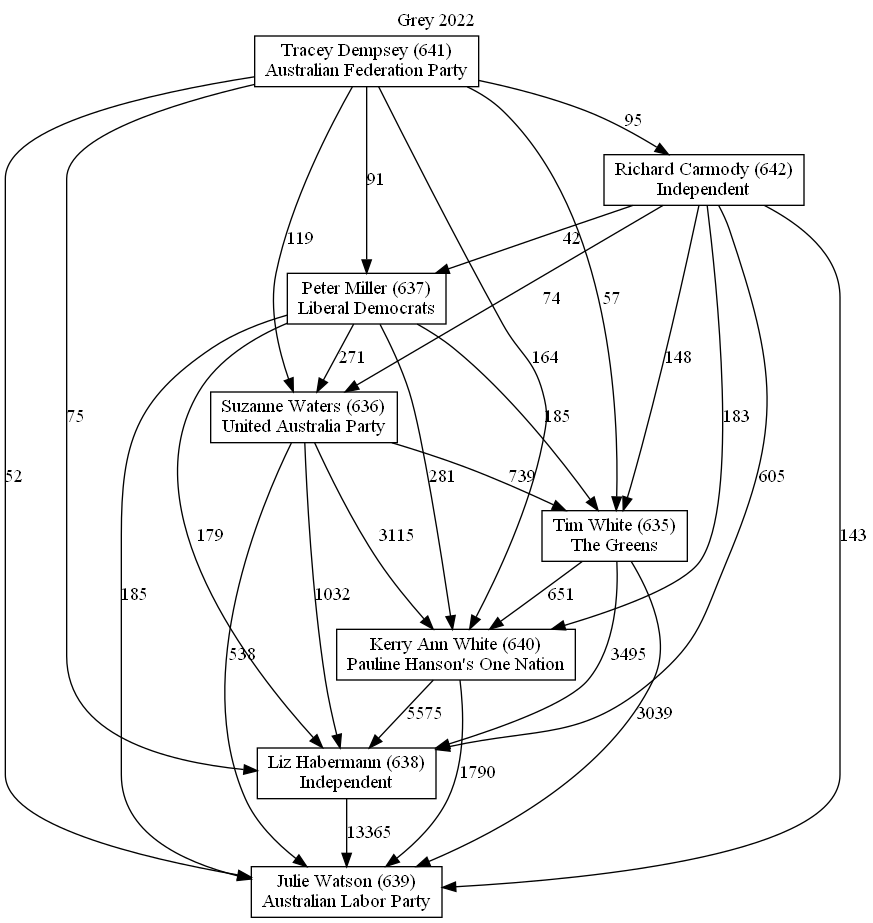 Grey 2022
Tracey Dempsey (641)
Australian Federation Party
95
Richard Carmody (642)
Independent
91
119
42
74
57
Peter Miller (637)
Liberal Democrats
271
164
148
Suzanne Waters (636)
United Australia Party
75
185
183
52
281
739
605
Tim White (635)
The Greens
179
3115
143
185
1032
651
Kerry Ann White (640)
Pauline Hanson's One Nation
538
3495
5575
3039
Liz Habermann (638)
Independent
1790
13365
Julie Watson (639)
Australian Labor Party